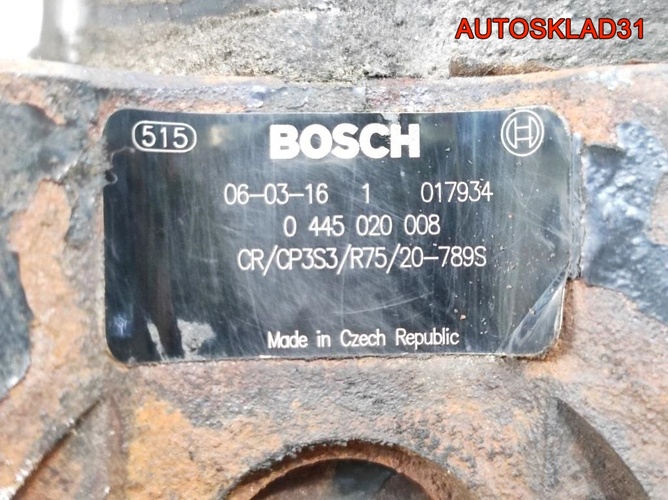 AUTOSKLAD31
515 BOSCH
06-03-16 1 017934
0 445 020 008
CR/CP3S3/R75/20-789S
Made in Czech Republic